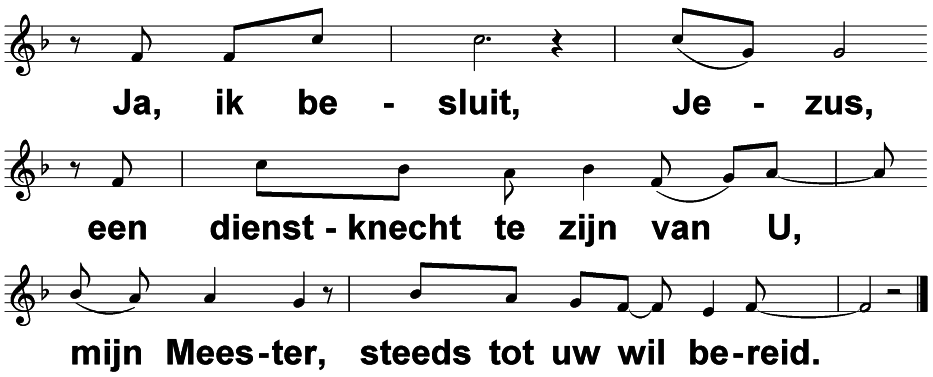 Ja, ik be - sluit, Je - zus,
een dienst - knecht te zijn van U,
mijn Mees-ter, steeds tot uw wil be-reid.